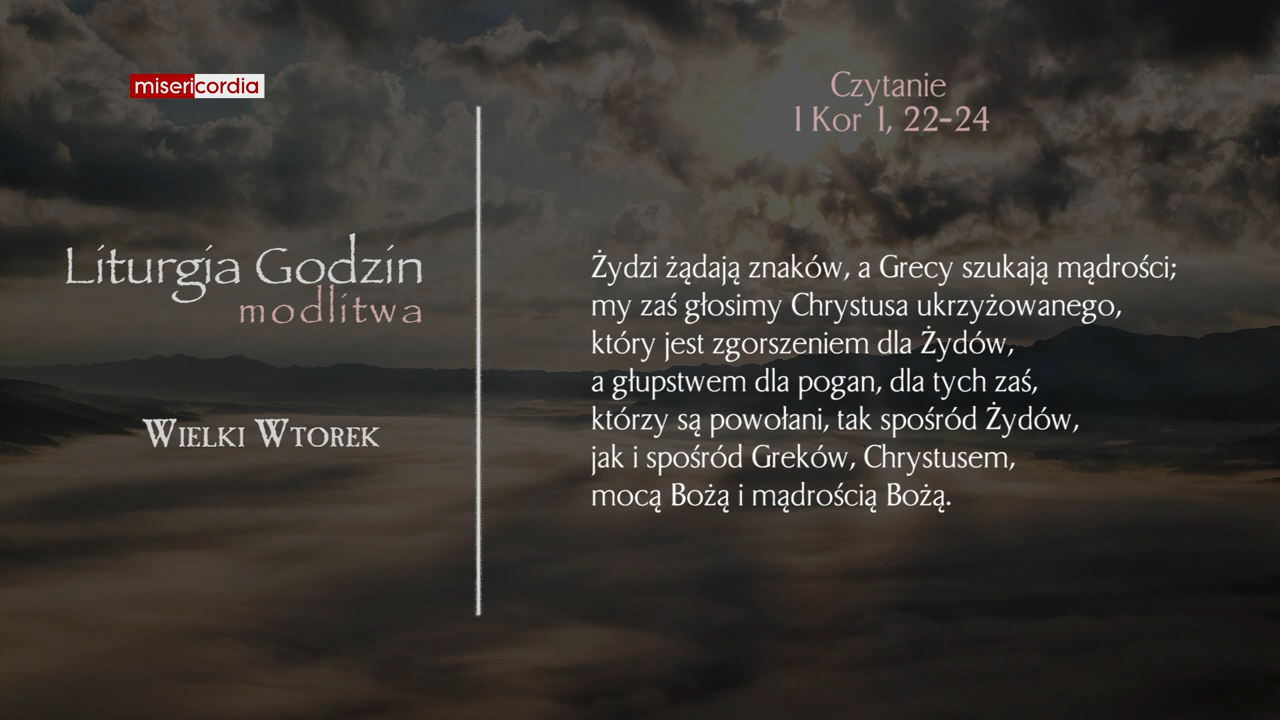 misericordia
Liturgia Godzin
modlitwa
Wielki Wtorek
Czytanie
1 Kor 1, 22-24
Żydzi żądają znaków, a Grecy szukają mądrości;
my zaś głosimy Chrystusa ukrzyżowanego,
który jest zgorszeniem dla Żydów,
a głupstwem dla pogan, dla tych zaś,
którzy są powołani, tak spośród Żydów,
jak i spośród Greków, Chrystusem,
mocą Bożą i mądrością Bożą.